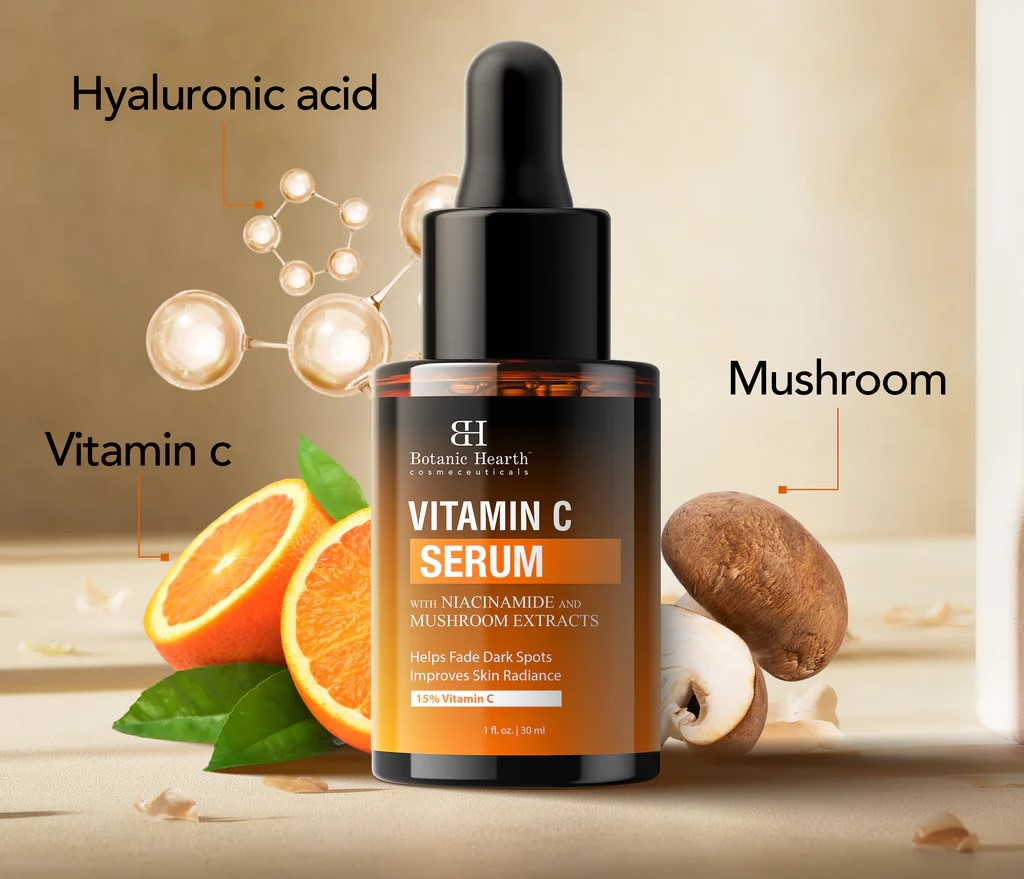 Hyaluronic acid
Mushroom
Vitamin c
BH
Botanic Hearth™
cosmeceuticals
VITAMIN C
SERUM
WITH NIACINAMIDE AND
MUSHROOM EXTRACTS
Helps Fade Dark Spots
Improves Skin Radiance
15% Vitamin C
1 fl. oz. | 30 ml